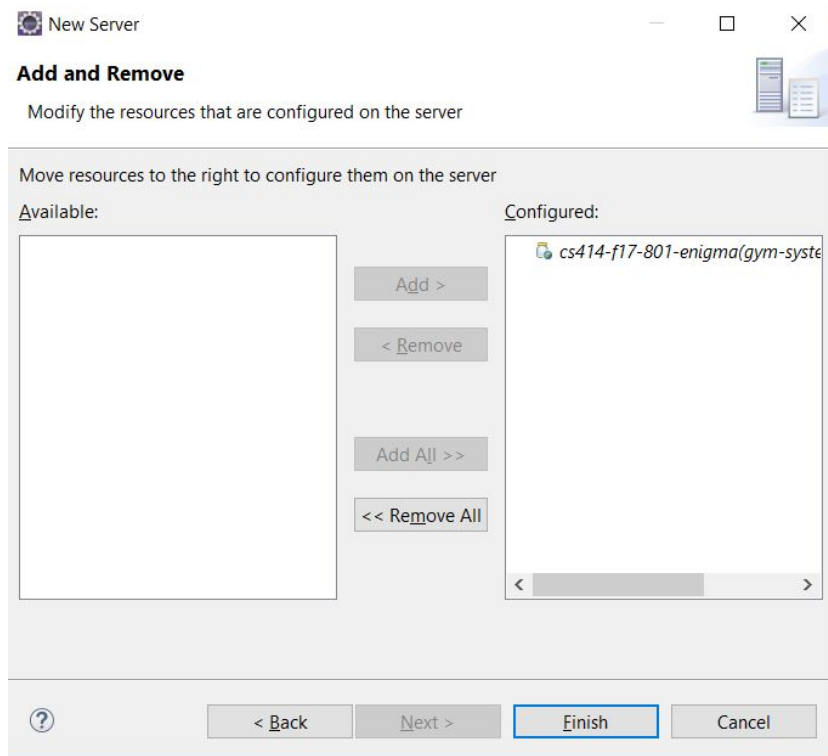 New Server
Add and Remove
Modify the resources that are configured on the server
Move resources to the right to configure them on the server
Available:
Configured:
cs414-f17-801-enigma(gym-syste
Add >
< Remove
Add All >>
<< Remove All
< Back
Next >
Finish
Cancel